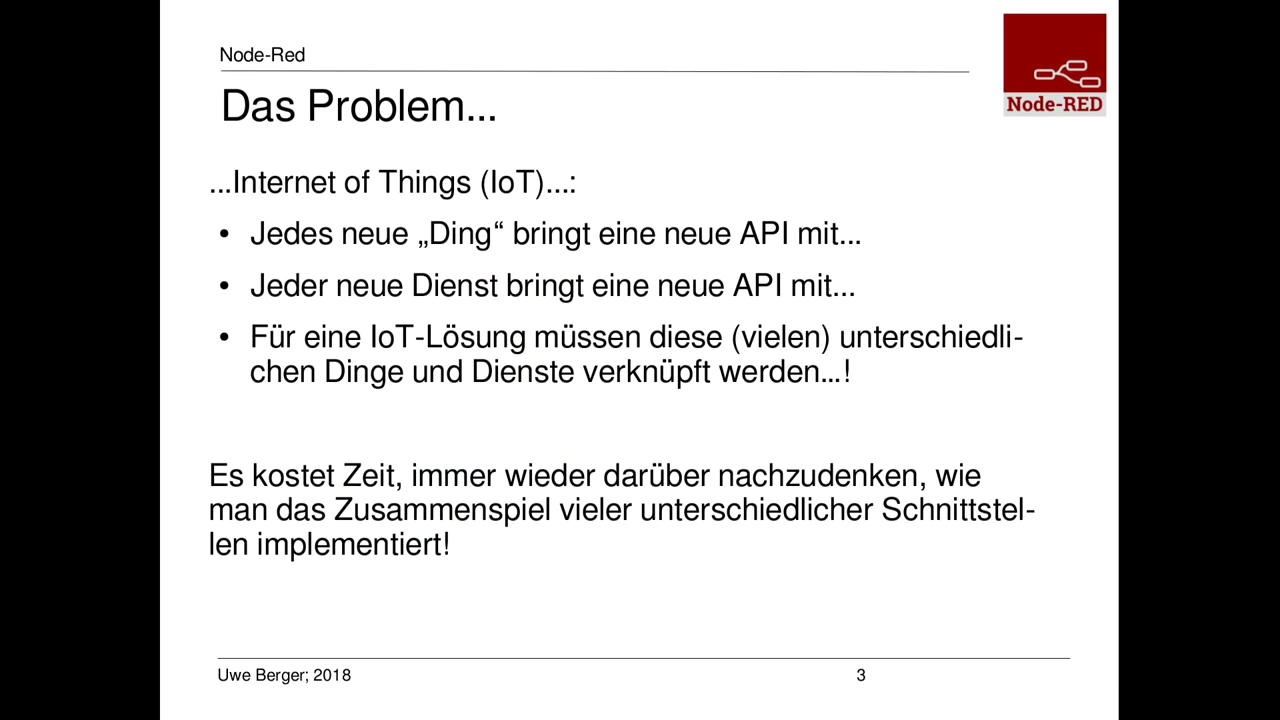 Node-Red
Node-RED
Das Problem...
...Internet of Things (IoT)...:
• Jedes neue „Ding“ bringt eine neue API mit...
• Jeder neue Dienst bringt eine neue API mit...
• Für eine IoT-Lösung müssen diese (vielen) unterschiedli-
chen Dinge und Dienste verknüpft werden...!
Es kostet Zeit, immer wieder darüber nachzudenken, wie
man das Zusammenspiel vieler unterschiedlicher Schnittstel-
len implementiert!
Uwe Berger; 2018
3